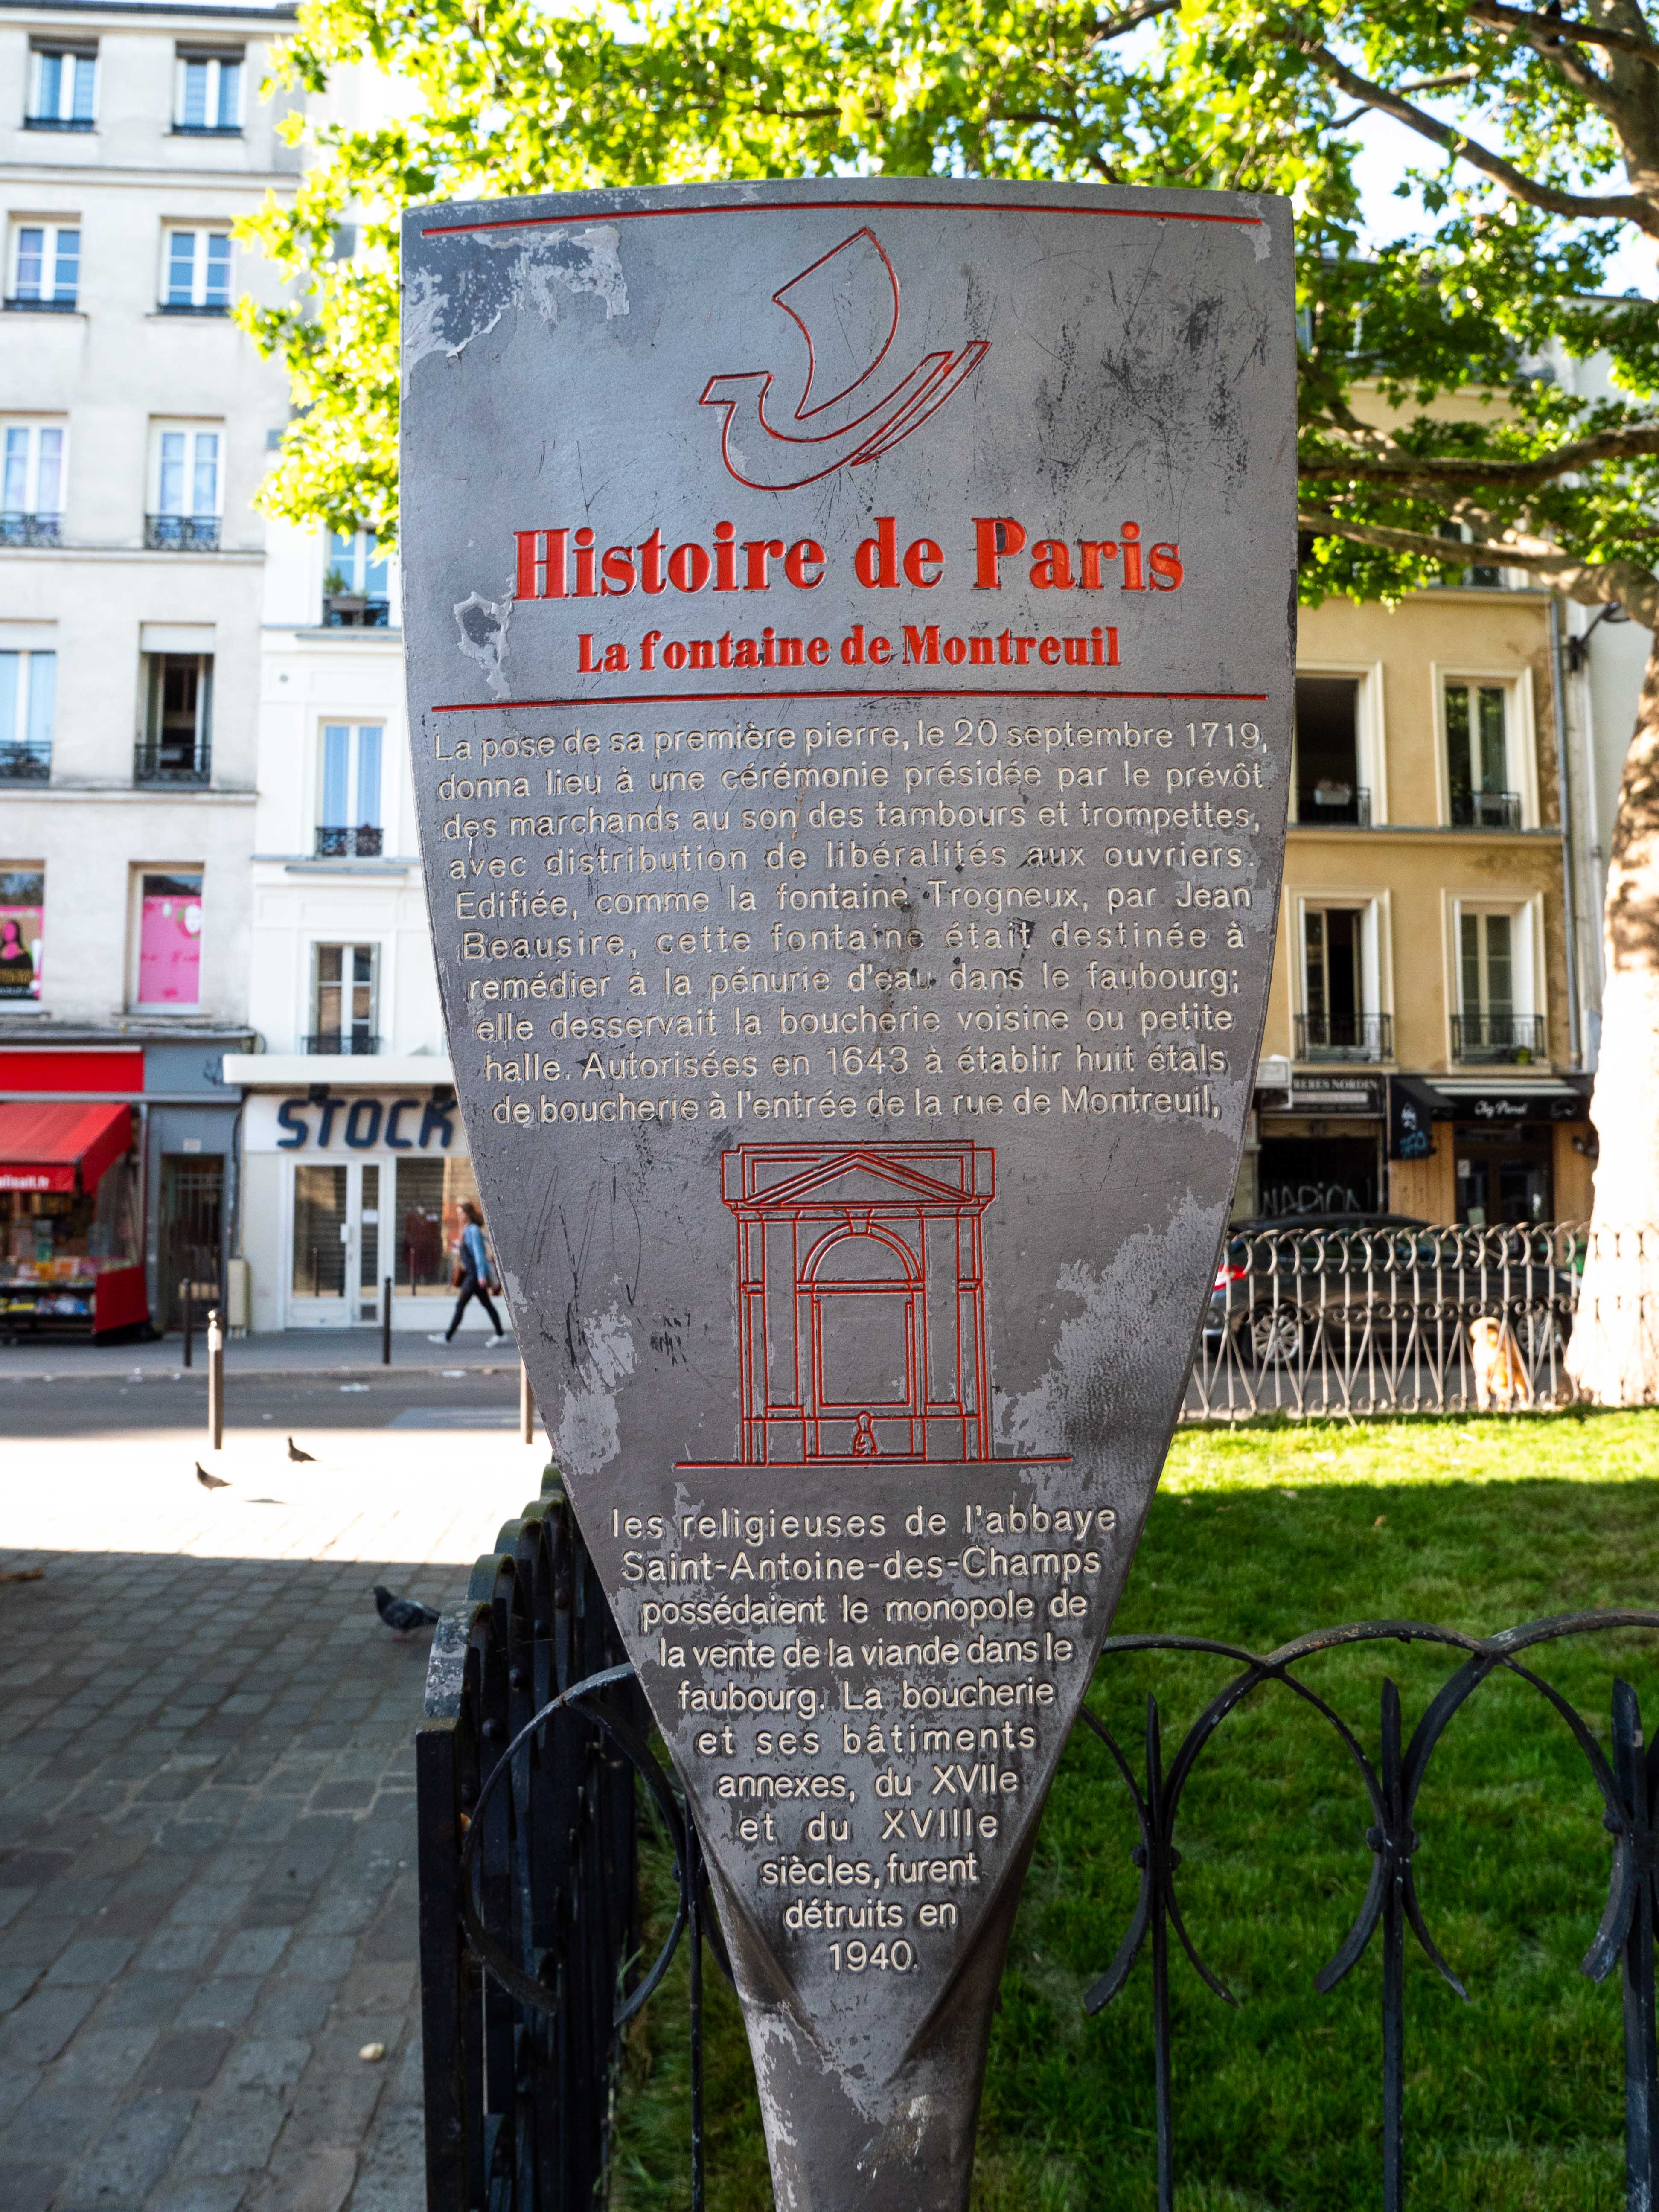 Histoire de Paris
La fontaine de Montreuil
La pose de sa première pierre, le 20 septembre 1719,
donna lieu à une cérémonie présidée par le prévôt
des marchands au son des tambours et trompettes,
avec distribution de libéralités aux ouvriers.
Edifiée, comme la fontaine Trogneux, par Jean
Beausire, cette fontaine était destinée à
remédier à la pénurie d'eau dans le faubourg;
elle desservait la boucherie voisine ou petite
halle. Autorisées en 1643 à établir huit étals
de boucherie à l'entrée de la rue de Montreuil,
les religieuses de l'abbaye
Saint-Antoine-des-Champs
possédaient le monopole de
la vente de la viande dans le
faubourg. La boucherie
et ses bâtiments
annexes, du XVIIe
et du XVIIIe
siècles, furent
détruits en
1940.
STOCK